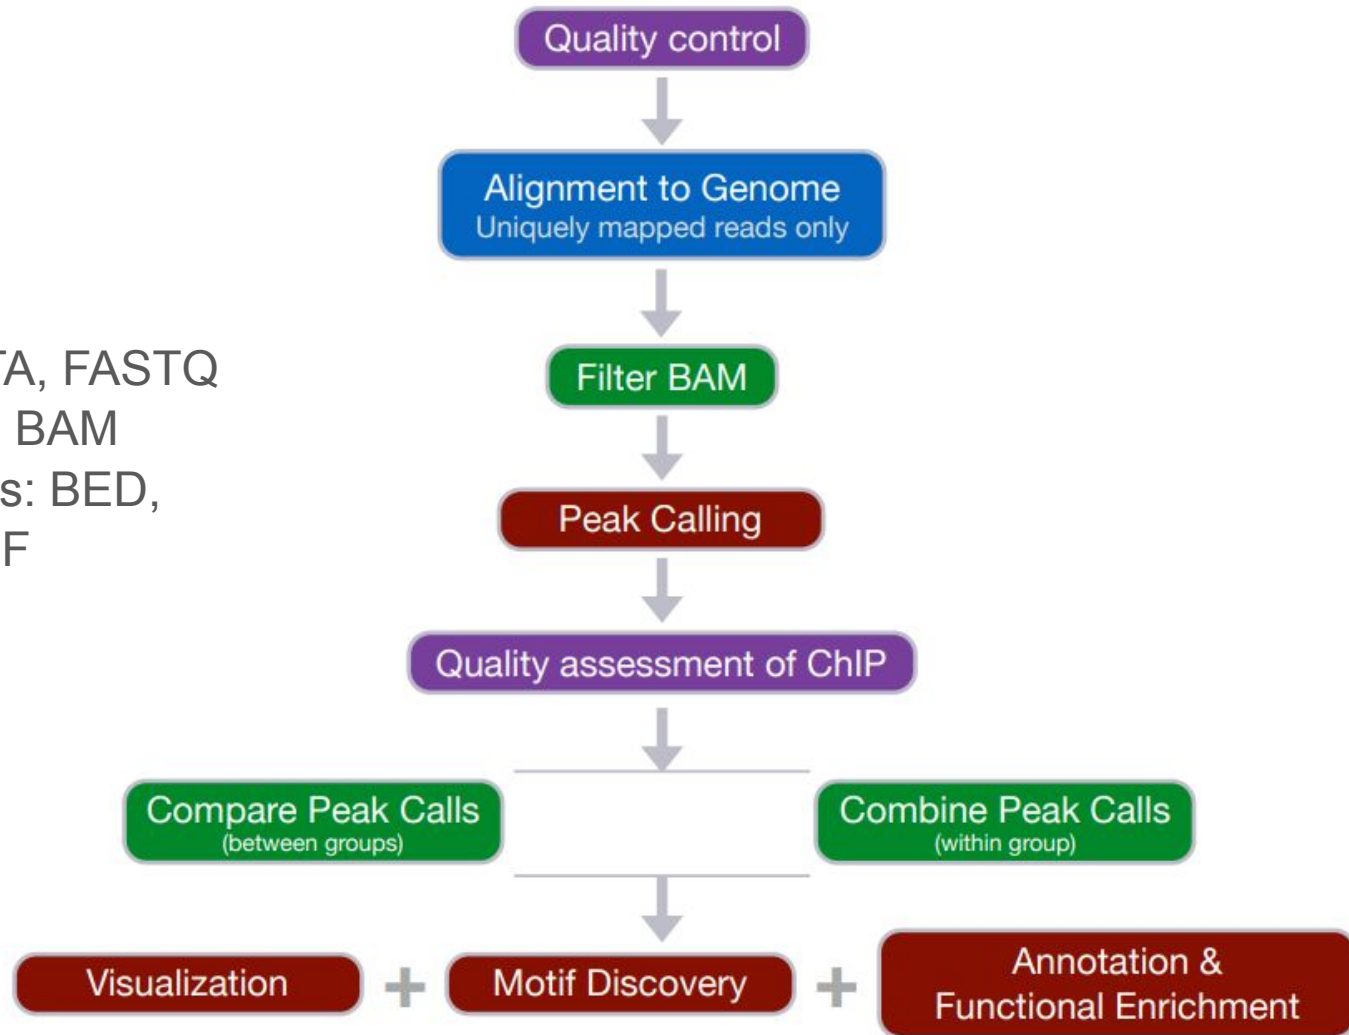 Quality control
Alignment to Genome
Uniquely mapped reads only
TA, FASTQ
BAM
s: BED,
F
Filter BAM
Peak Calling
Quality assessment of ChIP
Compare Peak Calls
(between groups)
Combine Peak Calls
(within group)
Visualization + Motif Discovery + Annotation &
Functional Enrichment